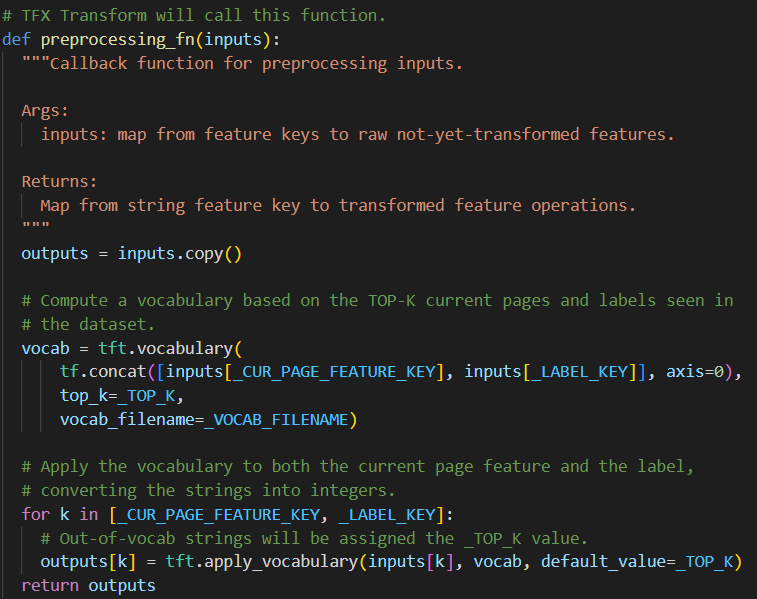 # TFX Transform will call this function.
def preprocessing_fn(inputs):
  """Callback function for preprocessing inputs.

  Args:
    inputs: map from feature keys to raw not-yet-transformed features.

  Returns:
    Map from string feature key to transformed feature operations.
  """
  outputs = inputs.copy()

  # Compute a vocabulary based on the TOP-K current pages and labels seen in
  # the dataset.
  vocab = tft.vocabulary(
      tf.concat([inputs[_CUR_PAGE_FEATURE_KEY], inputs[_LABEL_KEY]], axis=0),
      top_k=_TOP_K,
      vocab_filename=_VOCAB_FILENAME)

  # Apply the vocabulary to both the current page feature and the label,
  # converting the strings into integers.
  for k in [_CUR_PAGE_FEATURE_KEY, _LABEL_KEY]:
    # Out-of-vocab strings will be assigned the _TOP_K value.
    outputs[k] = tft.apply_vocabulary(inputs[k], vocab, default_value=_TOP_K)
  return outputs